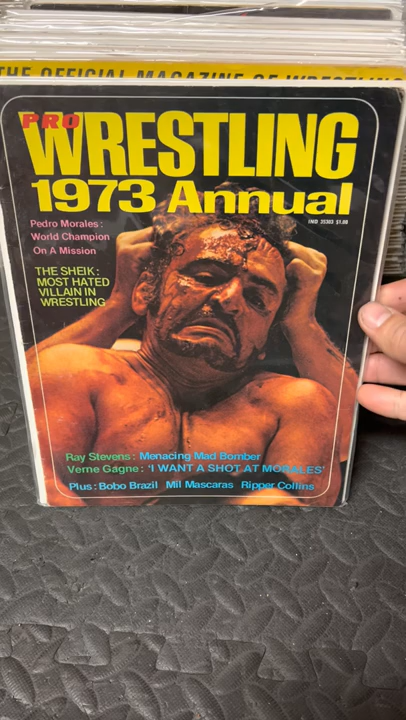 THE OFFICIAL MAGAZINE OF WRESTLING
PRO
WRESTLING
1973 Annual
IND 35303 $1.00
Pedro Morales:
World Champion
On A Mission
THE SHEIK:
MOST HATED
VILLAIN IN
WRESTLING
Ray Stevens: Menacing Mad Bomber
Verne Gagne: 'I WANT A SHOT AT MORALES'
Plus: Bobo Brazil Mil Mascaras Ripper Collins